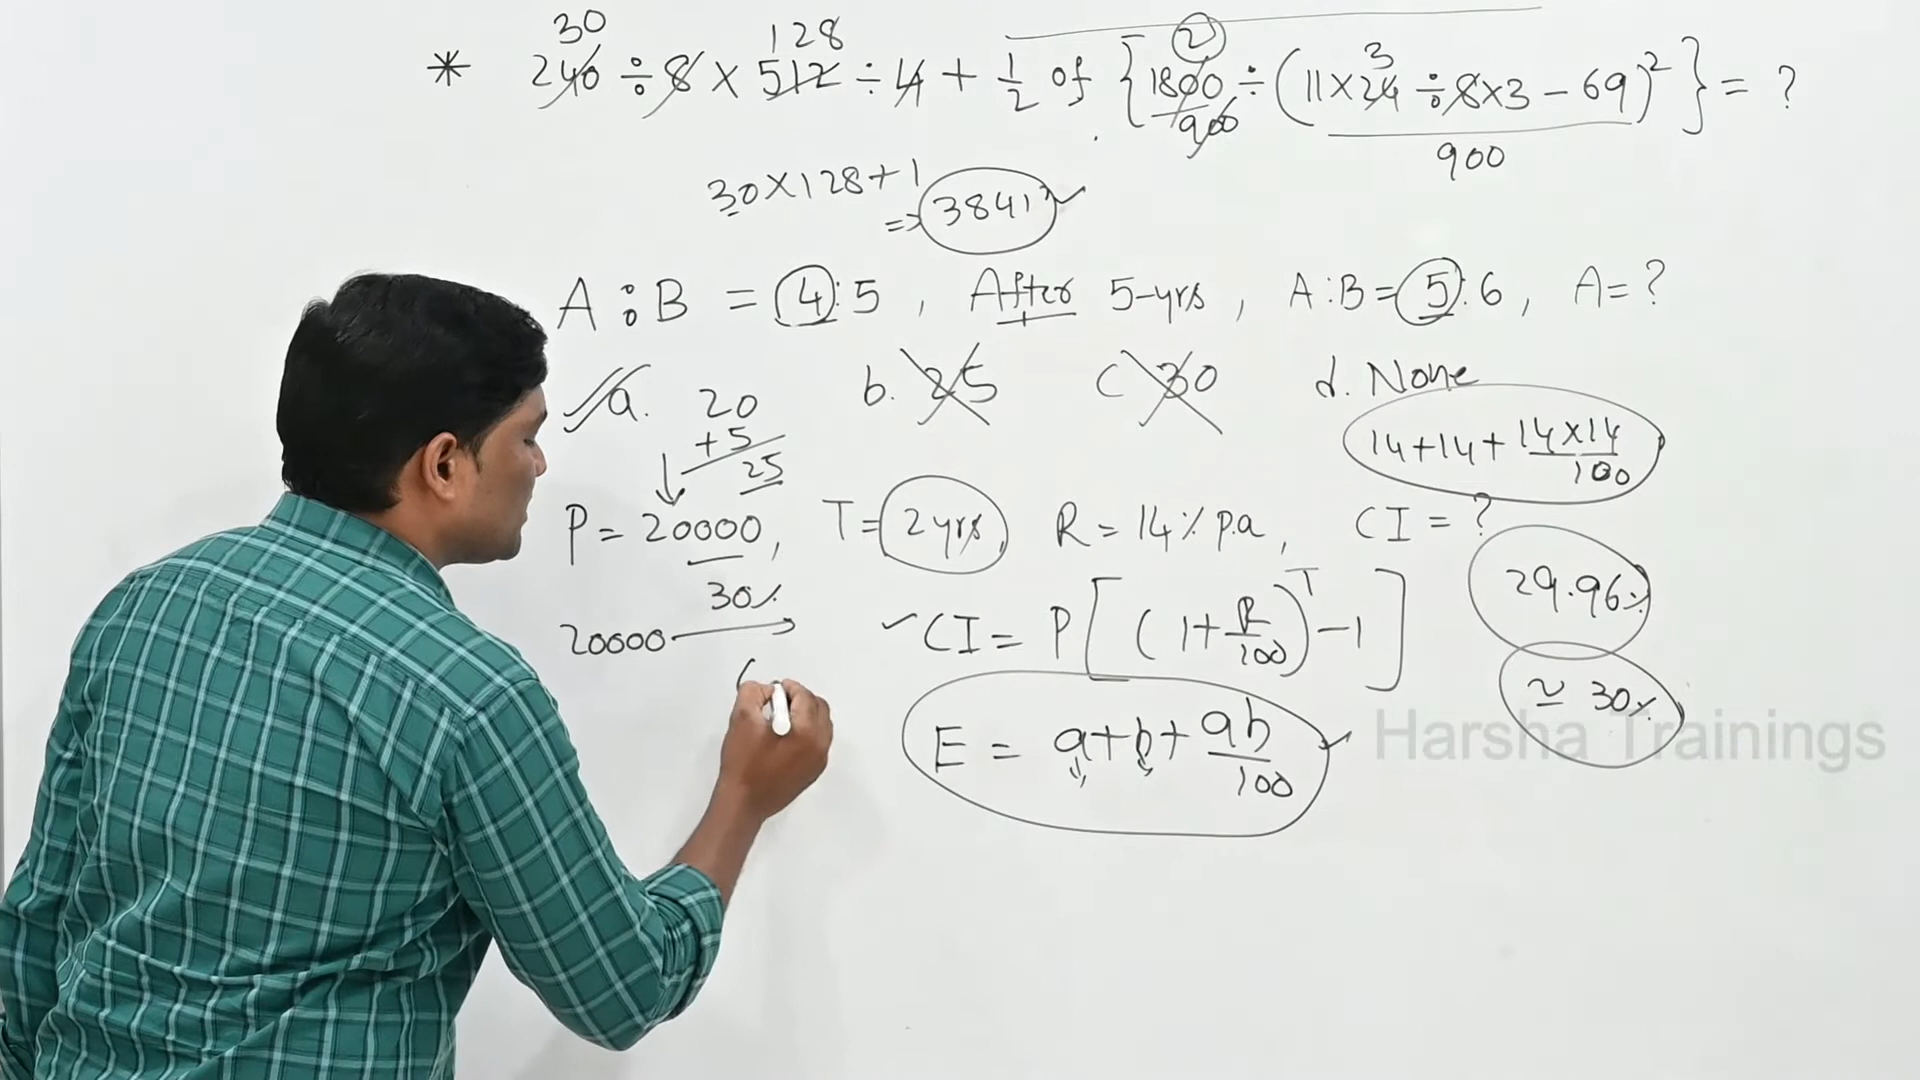 30 128 2 3
* 240 ÷ 8 × 512 ÷ 4 + 1/2 of {1800 ÷ (11×24 ÷ 8×3 − 69)²} = ?
900 900
30×128+1
=> 3841
A : B = 4:5 , After 5-yrs , A:B = 5:6 , A = ?
a. 20 b. 25 c 30 d. None
+5
25
14+14+14×14/100
P = 20000, T = 2 yrs, R = 14% p.a, CI = ?
29.96%
30%
20000 → CI = P[(1+R/100)^T −1]
6
≃ 30%
E = a+b+ab/100
Harsha Trainings